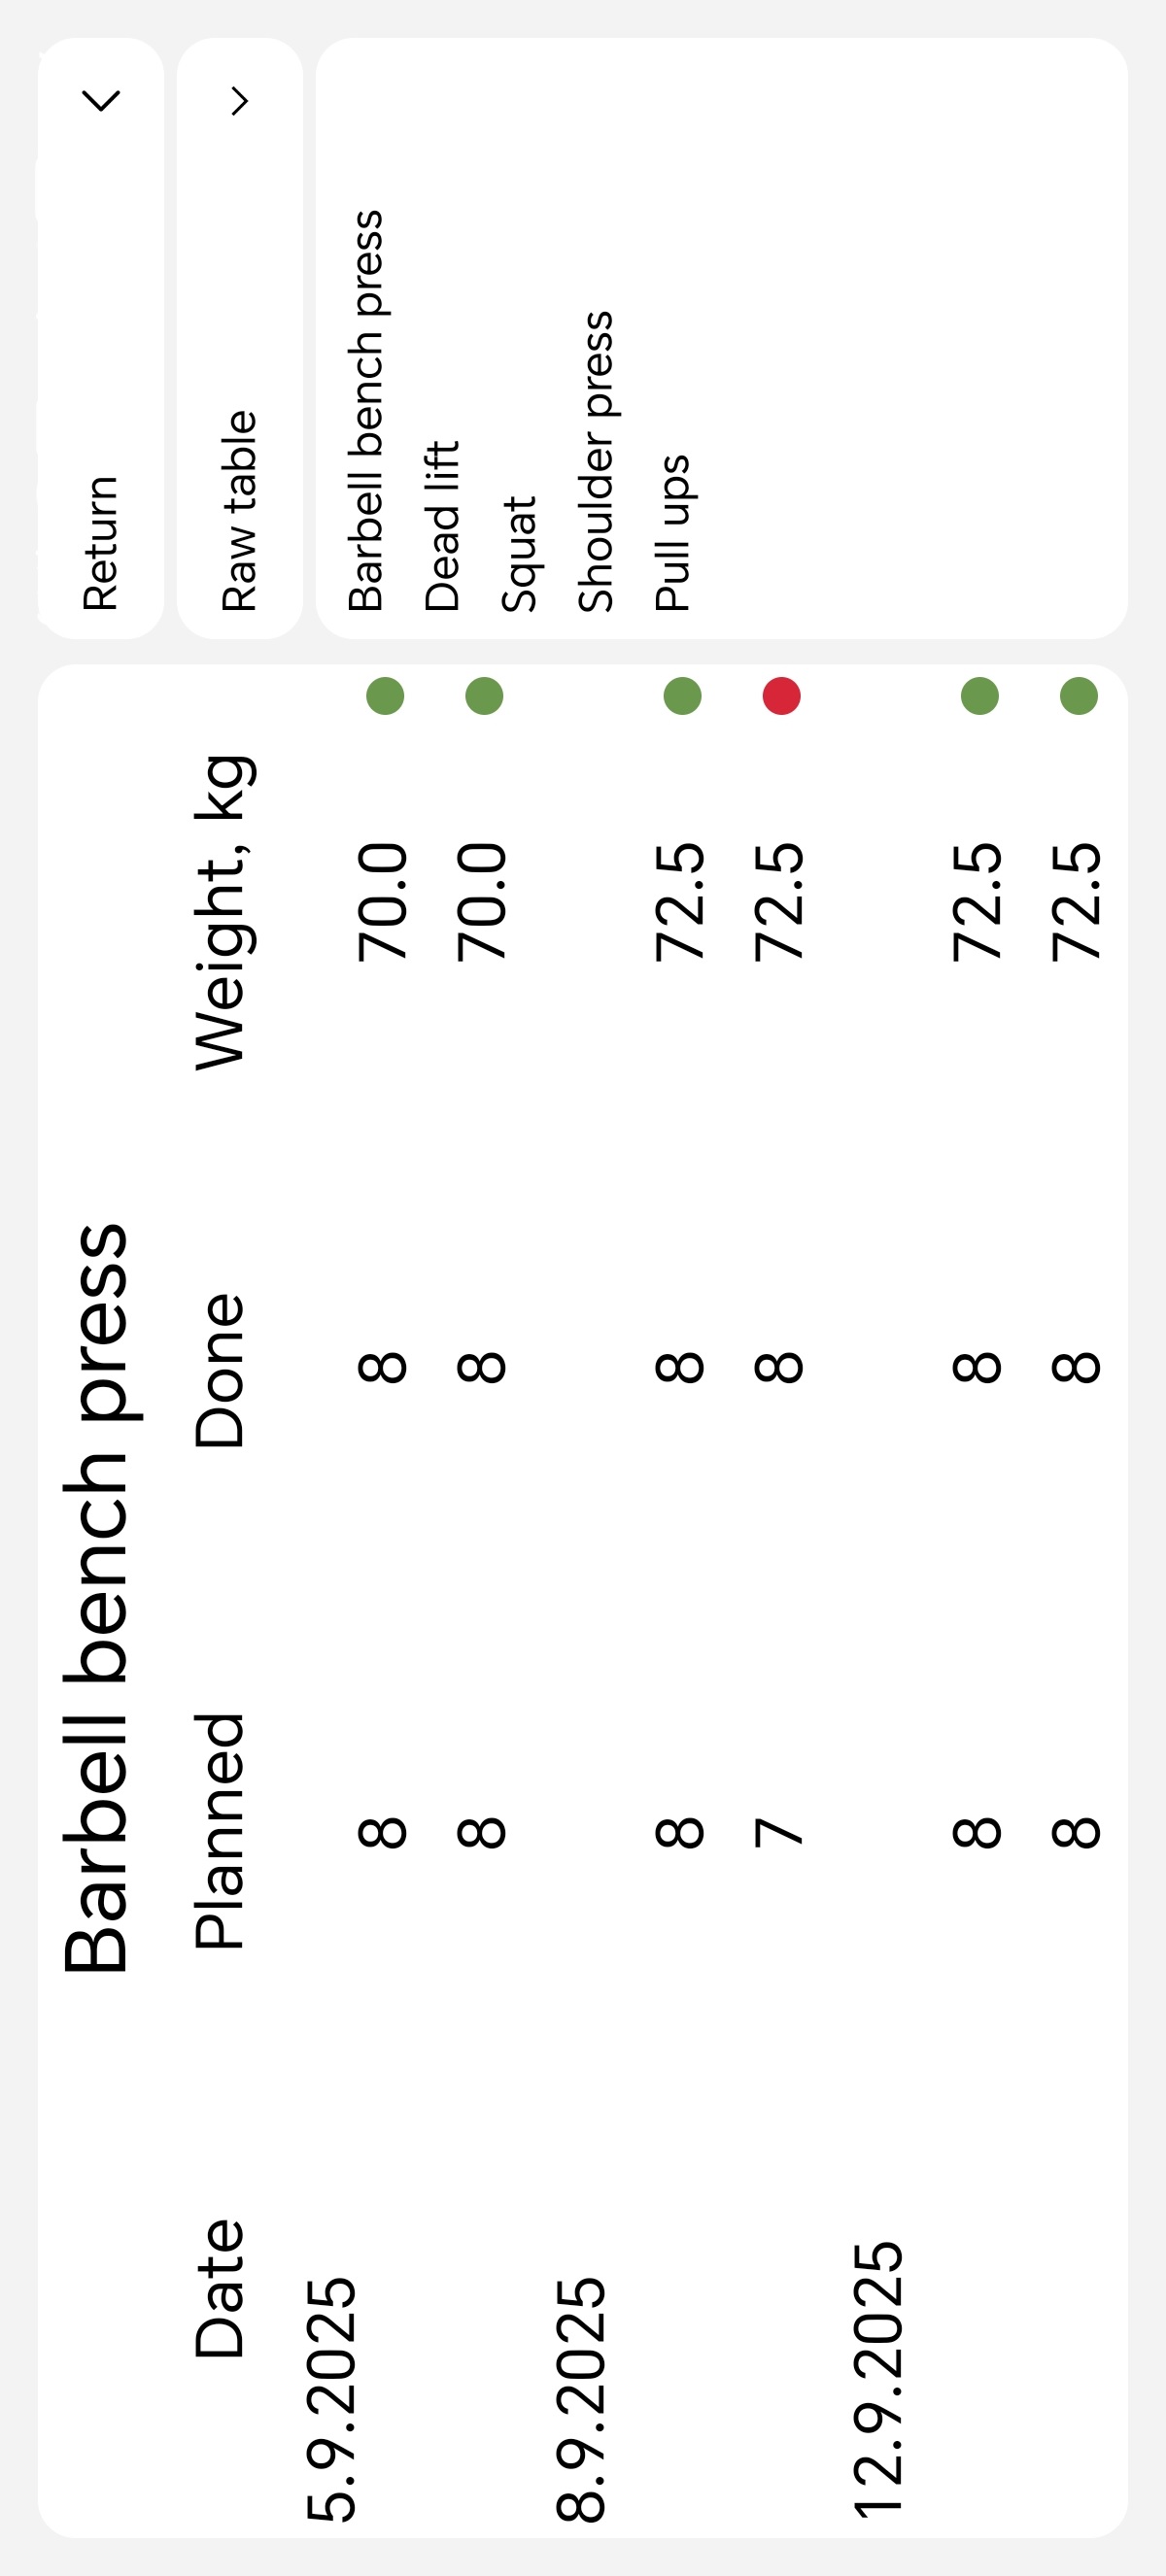 Barbell bench press
Date Planned Done Weight, kg
5.9.2025
8 8 70.0
8 8 70.0
8.9.2025
8 8 72.5
7 8 72.5
12.9.2025
8 8 72.5
8 8 72.5
Return
Raw table
Barbell bench press
Dead lift
Squat
Shoulder press
Pull ups